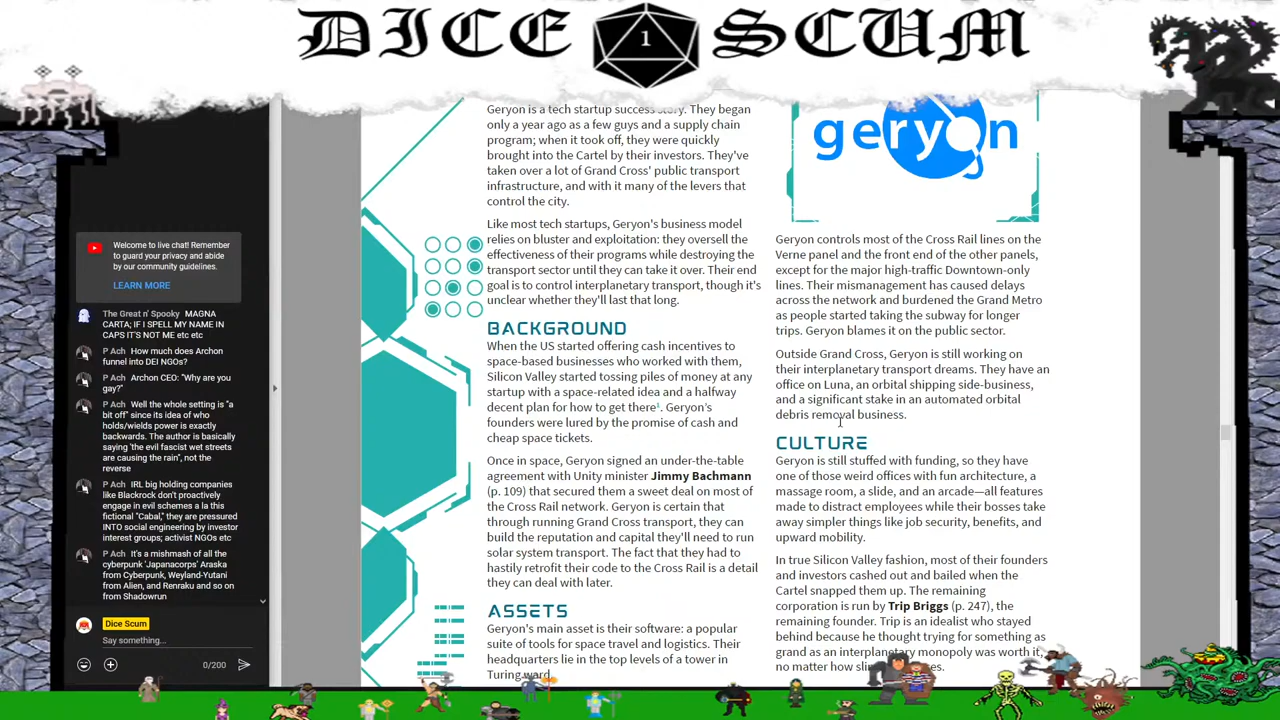 DICE 1 SCUM
Welcome to live chat! Remember
to guard your privacy and abide
by our community guidelines.
LEARN MORE
The Great n' Spooky MAGNA
CARTA; IF I SPELL MY NAME IN
CAPS IT'S NOT ME etc etc
P Ach How much does Archon
funnel into DEI NGOs?
P Ach Archon CEO: "Why are you
gay?"
P Ach Well the whole setting is "a
bit off" since its idea of who
holds/wields power is exactly
backwards. The author is basically
saying 'the evil fascist wet streets
are causing the rain", not the
reverse
P Ach IRL big holding companies
like Blackrock don't proactively
engage in evil schemes a la this
fictional "Cabal," they are pressured
INTO social engineering by investor
interest groups; activist NGOs etc
P Ach It's a mishmash of all the
cyberpunk 'Japanacorps' Araska
from Cyberpunk, Weyland-Yutani
from Alien, and Renraku and so on
from Shadowrun
Dice Scum
Say something...
0/200
Geryon is a tech startup success story. They began
only a year ago as a few guys and a supply chain
program; when it took off, they were quickly
brought into the Cartel by their investors. They've
taken over a lot of Grand Cross' public transport
infrastructure, and with it many of the levers that
control the city.
Like most tech startups, Geryon's business model
relies on bluster and exploitation: they oversell the
effectiveness of their programs while destroying the
transport sector until they can take it over. Their end
goal is to control interplanetary transport, though it's
unclear whether they'll last that long.
BACKGROUND
When the US started offering cash incentives to
space-based businesses who worked with them,
Silicon Valley started tossing piles of money at any
startup with a space-related idea and a halfway
decent plan for how to get there¹. Geryon's
founders were lured by the promise of cash and
cheap space tickets.
Once in space, Geryon signed an under-the-table
agreement with Unity minister Jimmy Bachmann
(p. 109) that secured them a sweet deal on most of
the Cross Rail network. Geryon is certain that
through running Grand Cross transport, they can
build the reputation and capital they'll need to run
solar system transport. The fact that they had to
hastily retrofit their code to the Cross Rail is a detail
they can deal with later.
ASSETS
Geryon's main asset is their software: a popular
suite of tools for space travel and logistics. Their
headquarters lie in the top levels of a tower in
Turing ward.
geryon
Geryon controls most of the Cross Rail lines on the
Verne panel and the front end of the other panels,
except for the major high-traffic Downtown-only
lines. Their mismanagement has caused delays
across the network and burdened the Grand Metro
as people started taking the subway for longer
trips. Geryon blames it on the public sector.
Outside Grand Cross, Geryon is still working on
their interplanetary transport dreams. They have an
office on Luna, an orbital shipping side-business,
and a significant stake in an automated orbital
debris removal business.
CULTURE
Geryon is still stuffed with funding, so they have
one of those weird offices with fun architecture, a
massage room, a slide, and an arcade—all features
made to distract employees while their bosses take
away simpler things like job security, benefits, and
upward mobility.
In true Silicon Valley fashion, most of their founders
and investors cashed out and bailed when the
Cartel snapped them up. The remaining
corporation is run by Trip Briggs (p. 247), the
remaining founder. Trip is an idealist who stayed
behind because he thought trying for something as
grand as an interplanetary monopoly was worth it,
no matter how